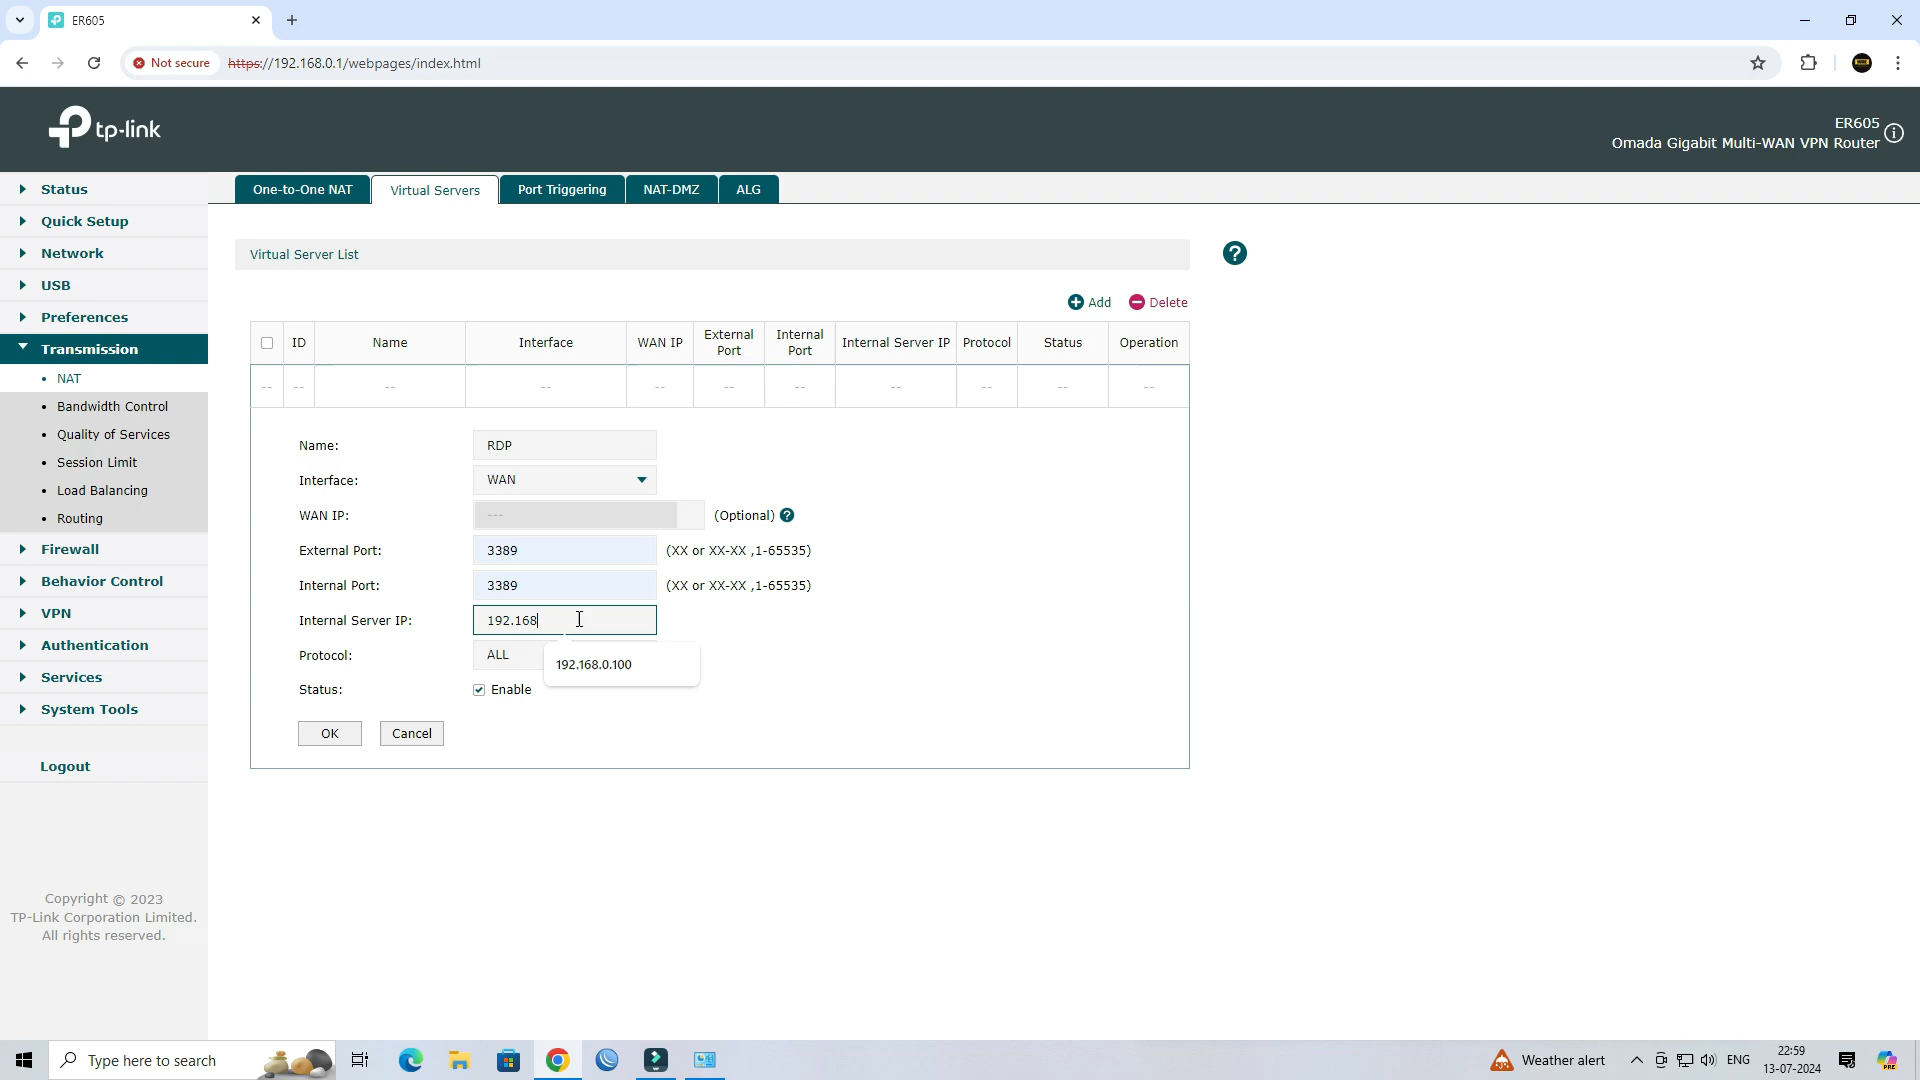 ER605
Not secure
https://192.168.0.1/webpages/index.html
tp-link
ER605
Omada Gigabit Multi-WAN VPN Router
Status
Quick Setup
Network
USB
Preferences
Transmission
NAT
Bandwidth Control
Quality of Services
Session Limit
Load Balancing
Routing
Firewall
Behavior Control
VPN
Authentication
Services
System Tools
Logout
Copyright © 2023
TP-Link Corporation Limited.
All rights reserved.
One-to-One NAT
Virtual Servers
Port Triggering
NAT-DMZ
ALG
Virtual Server List
?
Add
Delete
ID
Name
Interface
WAN IP
External
Port
Internal
Port
Internal Server IP
Protocol
Status
Operation
-- -- -- -- -- -- -- -- -- -- --
Name: RDP
Interface: WAN
WAN IP: --- (Optional) ?
External Port: 3389 (XX or XX-XX ,1-65535)
Internal Port: 3389 (XX or XX-XX ,1-65535)
Internal Server IP: 192.168
Protocol: ALL
192.168.0.100
Status: Enable
OK Cancel
Type here to search
Weather alert
ENG
22:59
13-07-2024
PRE